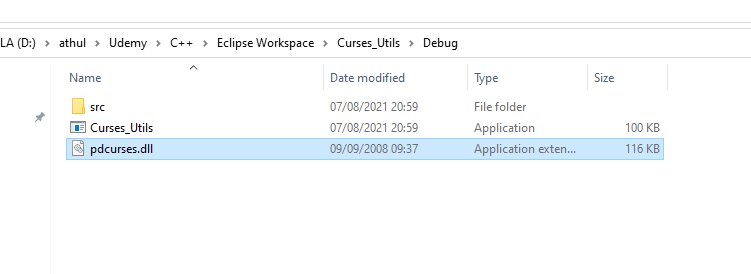 LA (D:) > athul > Udemy > C++ > Eclipse Workspace > Curses_Utils > Debug
Name Date modified Type Size
src 07/08/2021 20:59 File folder
Curses_Utils 07/08/2021 20:59 Application 100 KB
pdcurses.dll 09/09/2008 09:37 Application exten... 116 KB